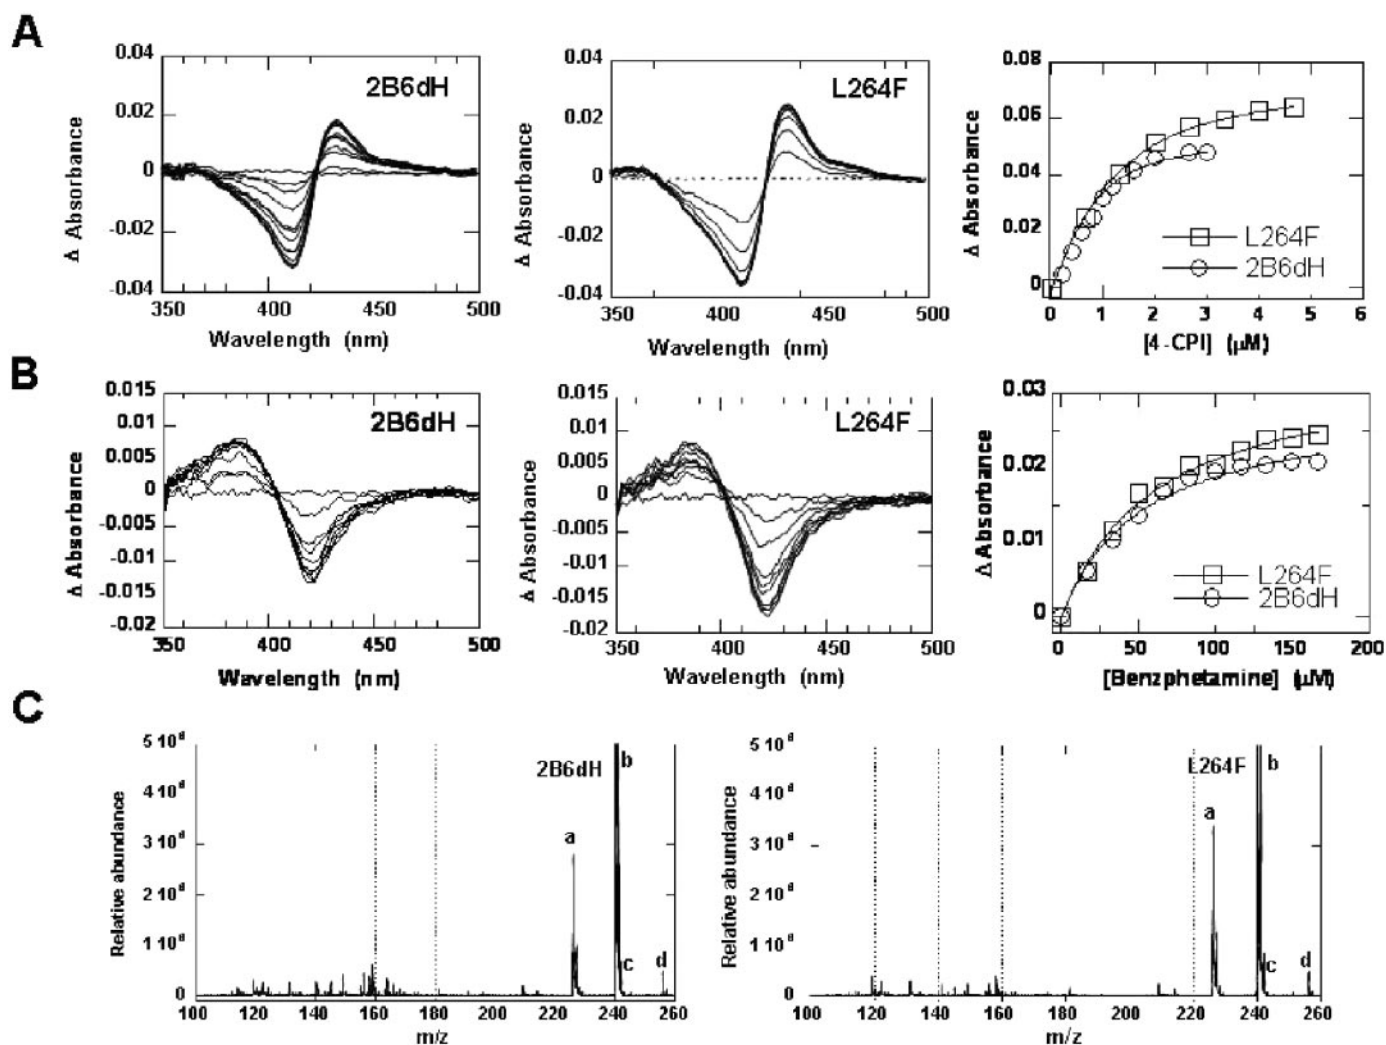 A
2B6dH
0.04
0.02
0
-0.02
-0.04
Δ Absorbance
350 400 450 500
Wavelength (nm)
L264F
0.04
0.02
0
-0.02
-0.04
Δ Absorbance
350 400 450 500
Wavelength (nm)
0.08
0.06
0.04
0.02
0
Δ Absorbance
L264F
2B6dH
0 1 2 3 4 5 6
[4-CPI] (μM)
B
2B6dH
0.015
0.01
0.005
0
-0.005
-0.01
-0.015
-0.02
Δ Absorbance
350 400 450 500
Wavelength (nm)
L264F
0.015
0.01
0.005
0
-0.005
-0.01
-0.015
-0.02
Δ Absorbance
350 400 450 500
Wavelength (nm)
0.03
0.02
0.01
0
Δ Absorbance
L264F
2B6dH
0 50 100 150 200
[Benzphetamine] (μM)
C
2B6dH
a
b
c
d
Relative abundance
0
100 120 140 160 180 200 220 240 260
m/z
L264F
a
b
c
d
Relative abundance
0
100 120 140 160 180 200 220 240 260
m/z